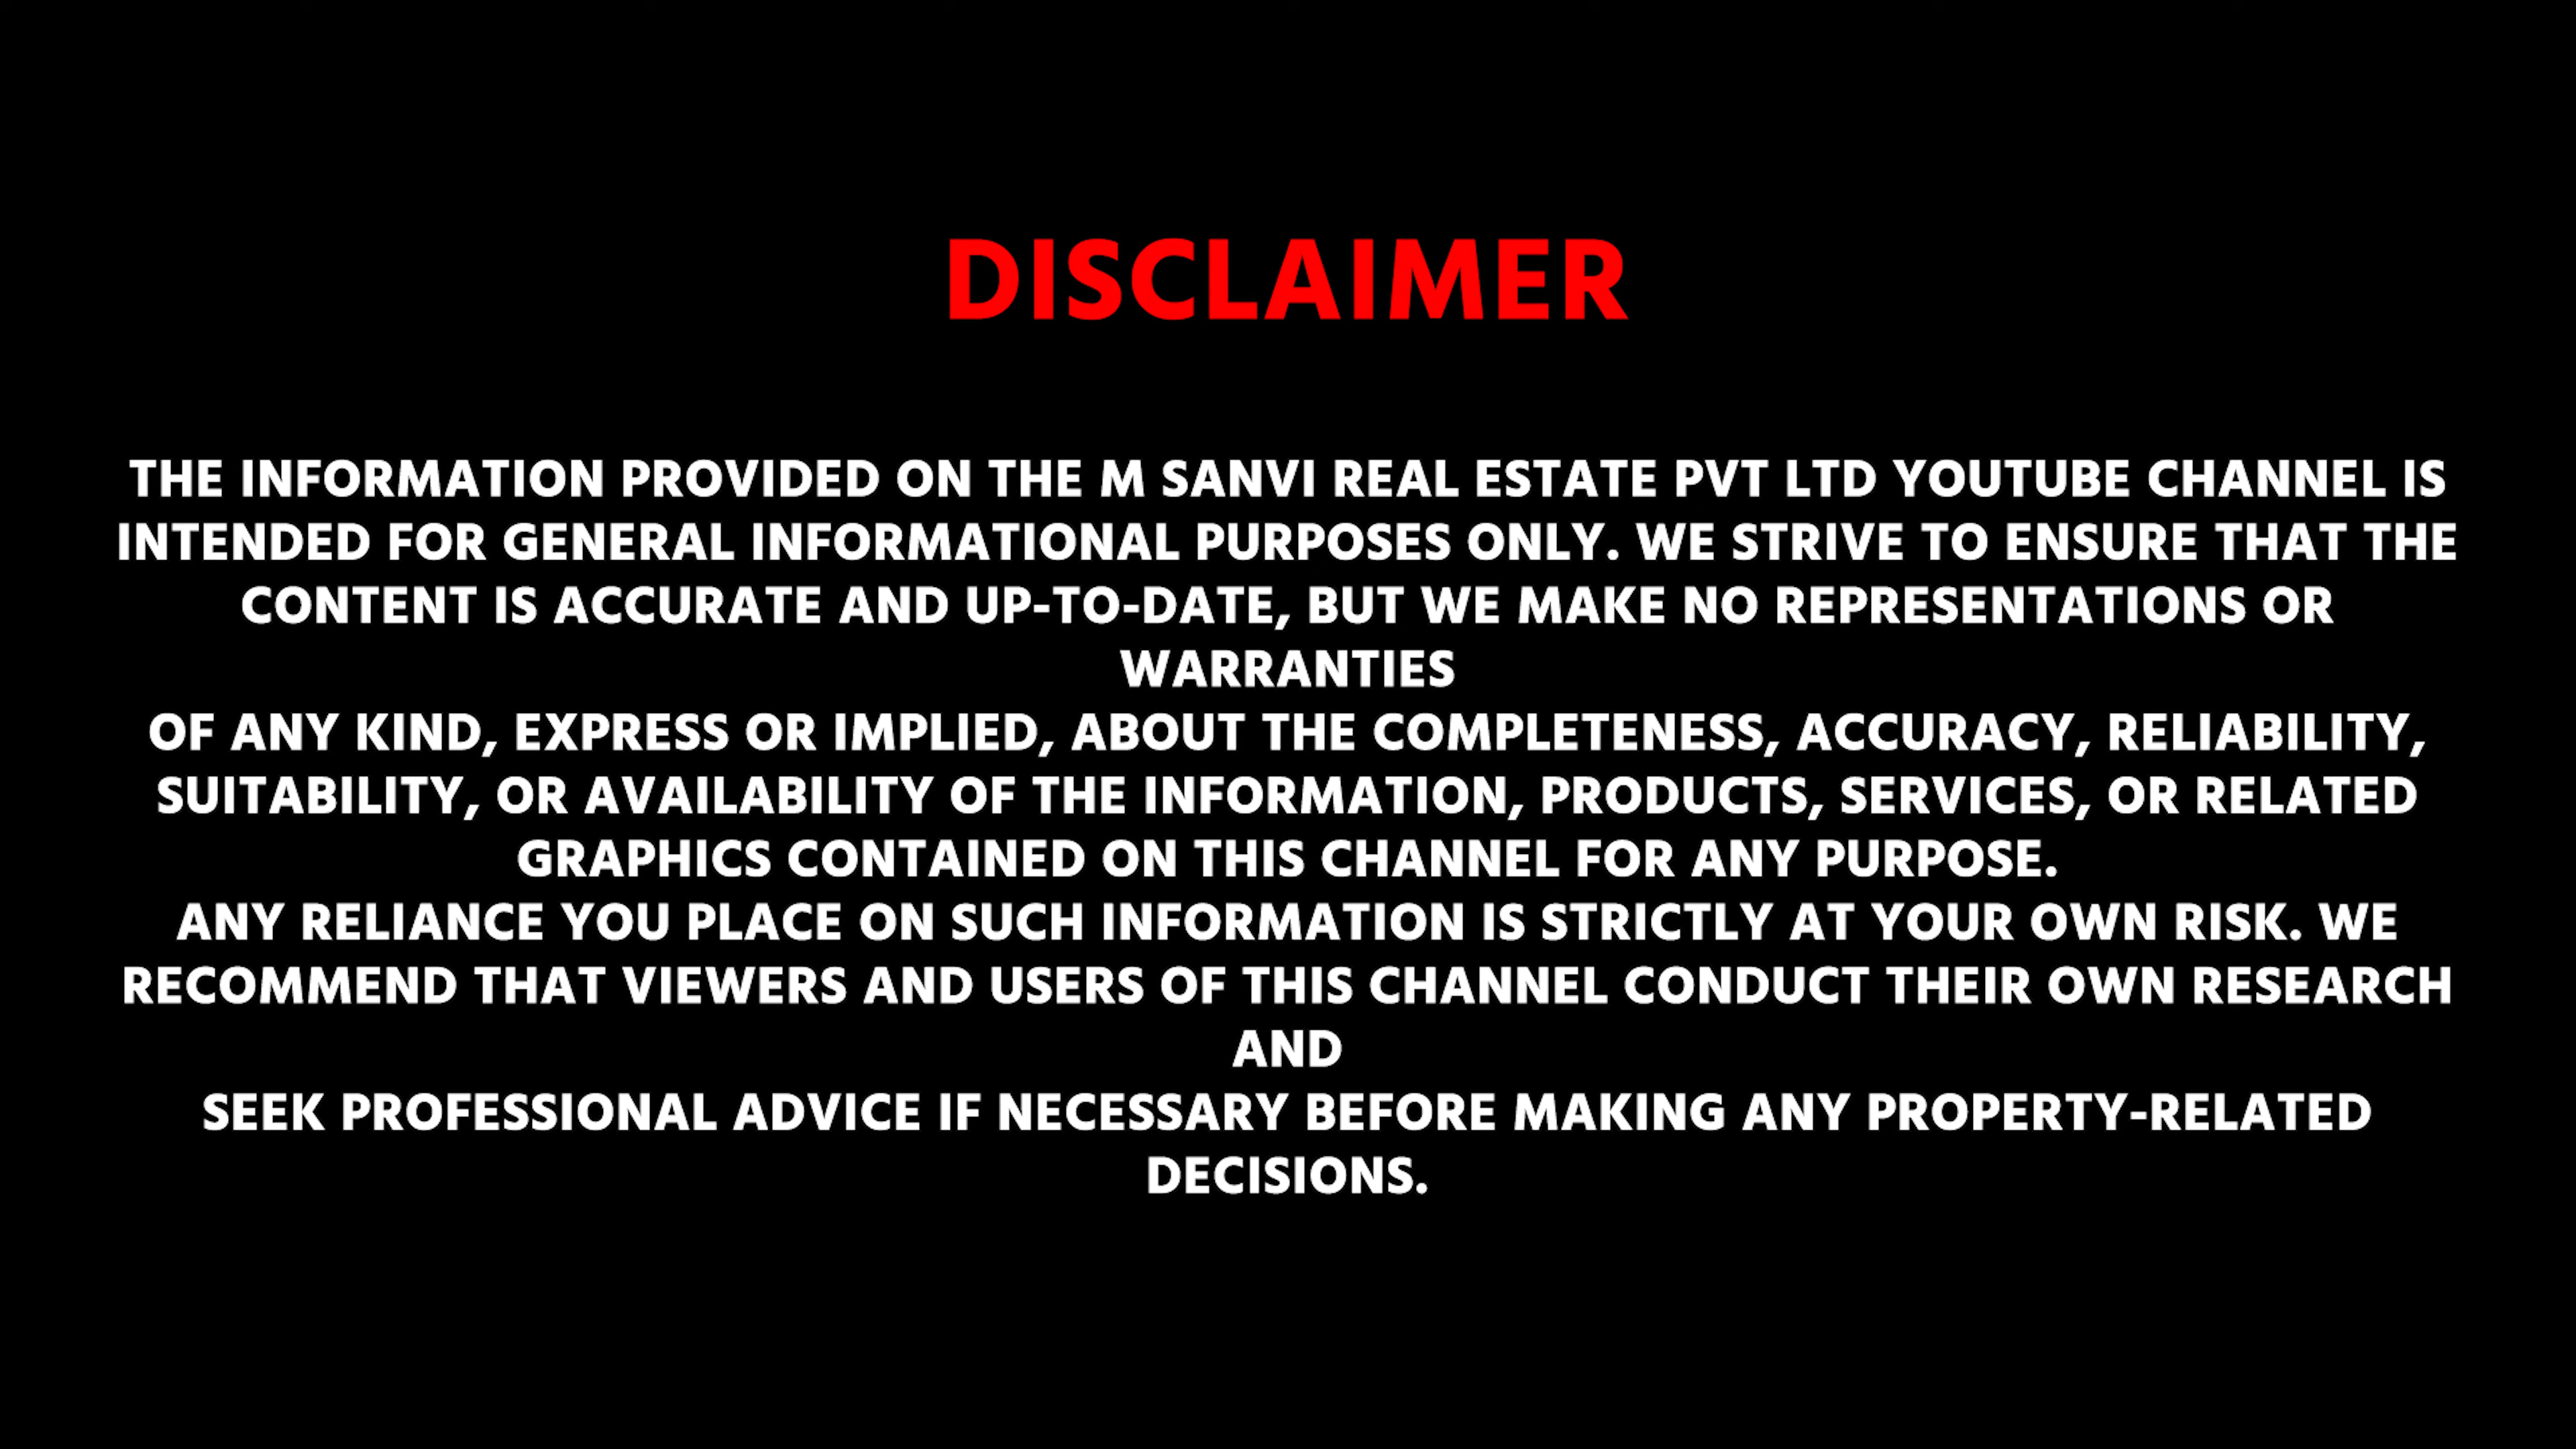 DISCLAIMER
THE INFORMATION PROVIDED ON THE M SANVI REAL ESTATE PVT LTD YOUTUBE CHANNEL IS
INTENDED FOR GENERAL INFORMATIONAL PURPOSES ONLY. WE STRIVE TO ENSURE THAT THE
CONTENT IS ACCURATE AND UP-TO-DATE, BUT WE MAKE NO REPRESENTATIONS OR
WARRANTIES
OF ANY KIND, EXPRESS OR IMPLIED, ABOUT THE COMPLETENESS, ACCURACY, RELIABILITY,
SUITABILITY, OR AVAILABILITY OF THE INFORMATION, PRODUCTS, SERVICES, OR RELATED
GRAPHICS CONTAINED ON THIS CHANNEL FOR ANY PURPOSE.
ANY RELIANCE YOU PLACE ON SUCH INFORMATION IS STRICTLY AT YOUR OWN RISK. WE
RECOMMEND THAT VIEWERS AND USERS OF THIS CHANNEL CONDUCT THEIR OWN RESEARCH
AND
SEEK PROFESSIONAL ADVICE IF NECESSARY BEFORE MAKING ANY PROPERTY-RELATED
DECISIONS.